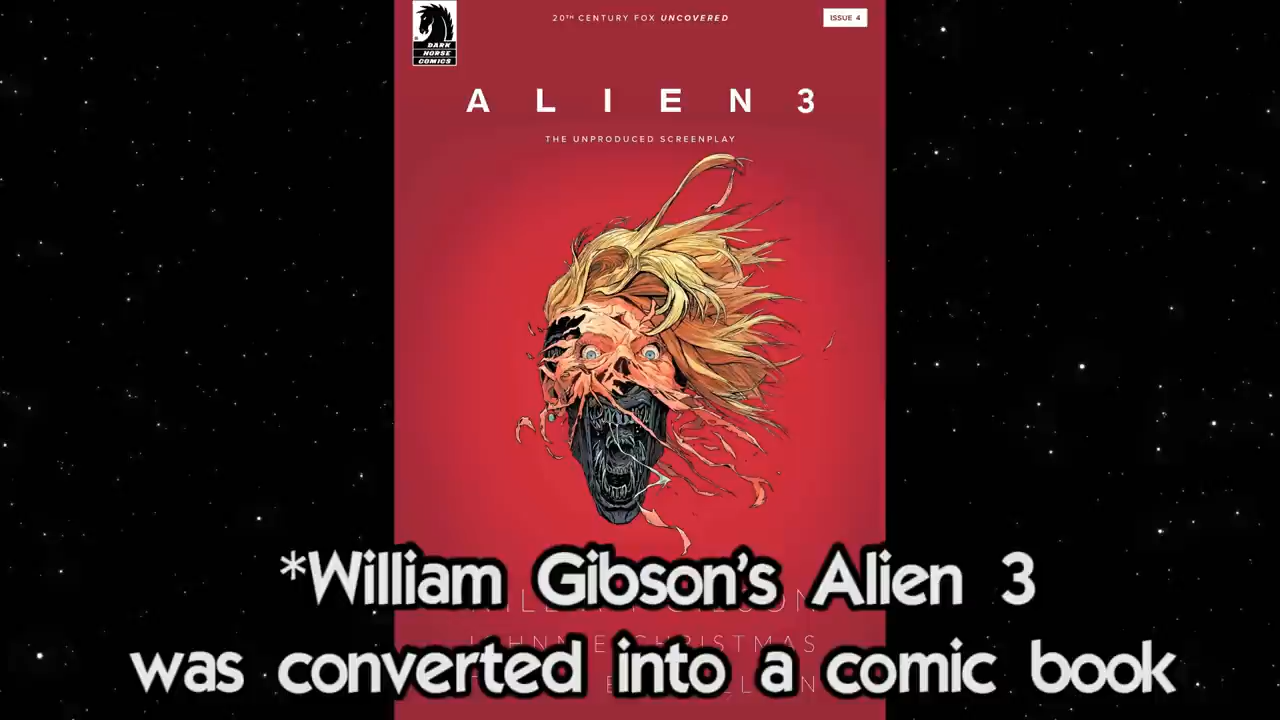 20TH CENTURY FOX UNCOVERED
ISSUE 4
DARK
HORSE
COMICS
A L I E N 3
THE UNPRODUCED SCREENPLAY
*William Gibson's Alien 3
CHRISTMAS
was converted into a comic book